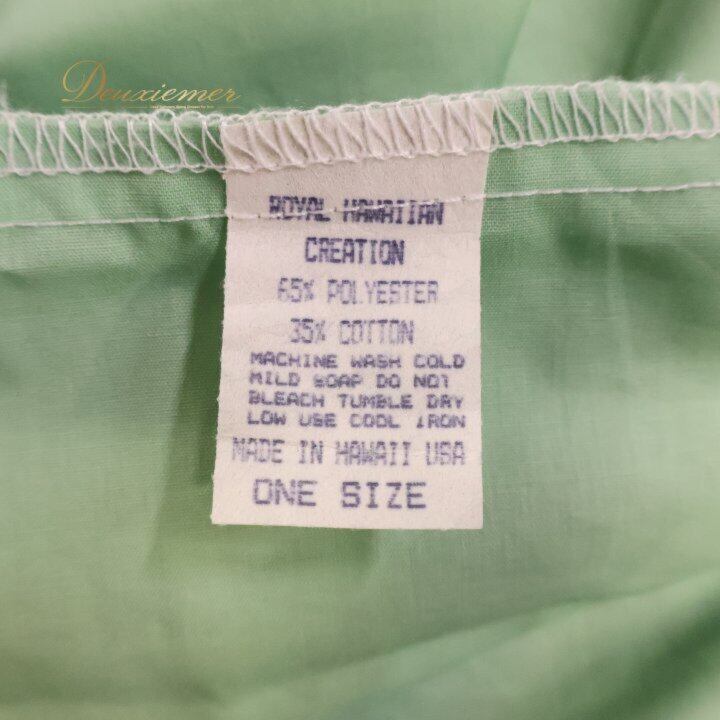 Deuxiemer
ROYAL HAWAIIAN
CREATION
65% POLYESTER
35% COTTON
MACHINE WASH COLD
MILD SOAP DO NOT
BLEACH TUMBLE DRY
LOW USE COOL IRON
MADE IN HAWAII USA
ONE SIZE